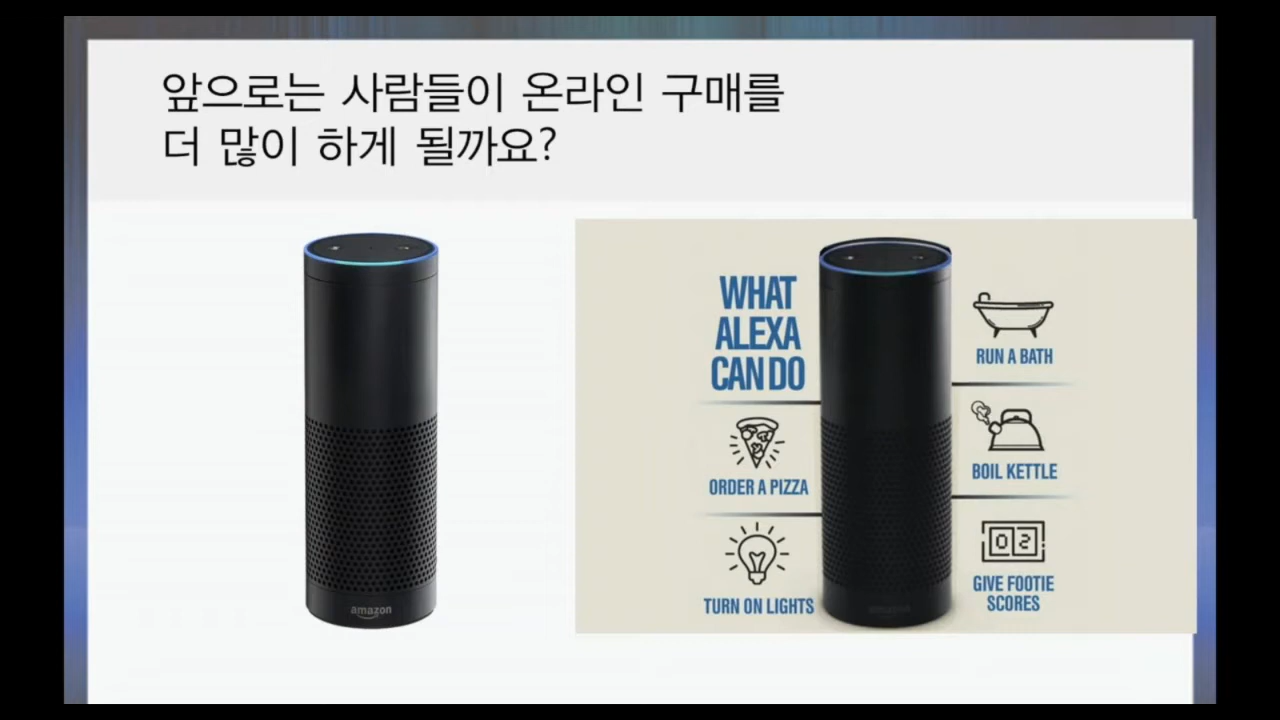 앞으로는 사람들이 온라인 구매를
더 많이 하게 될까요?
amazon
WHAT
ALEXA
CAN DO
ORDER A PIZZA
TURN ON LIGHTS
RUN A BATH
BOIL KETTLE
02
GIVE FOOTIE
SCORES
amazon